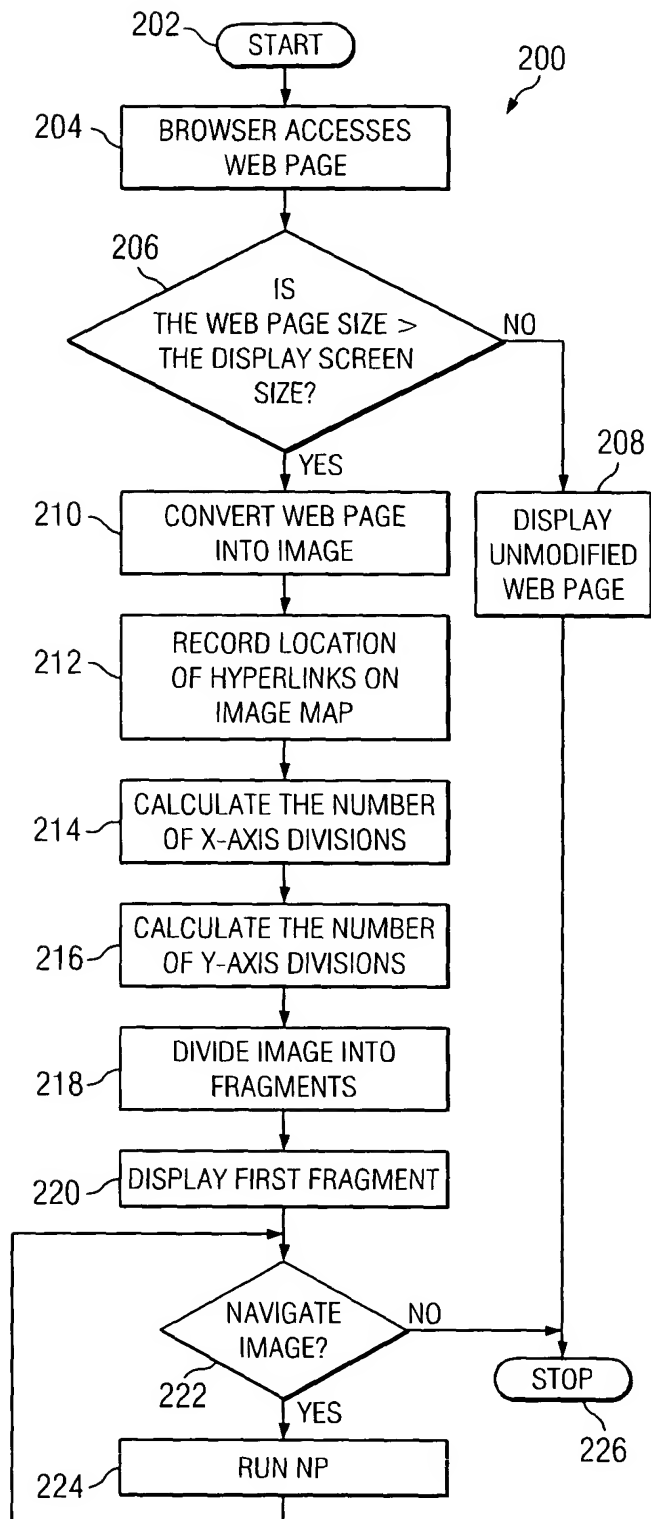 202
START
200
204
BROWSER ACCESSES
WEB PAGE
206
IS
THE WEB PAGE SIZE >
THE DISPLAY SCREEN
SIZE?
NO
YES
208
DISPLAY
UNMODIFIED
WEB PAGE
210
CONVERT WEB PAGE
INTO IMAGE
212
RECORD LOCATION
OF HYPERLINKS ON
IMAGE MAP
214
CALCULATE THE NUMBER
OF X-AXIS DIVISIONS
216
CALCULATE THE NUMBER
OF Y-AXIS DIVISIONS
218
DIVIDE IMAGE INTO
FRAGMENTS
220
DISPLAY FIRST FRAGMENT
NAVIGATE
IMAGE?
NO
222
YES
STOP
226
224
RUN NP